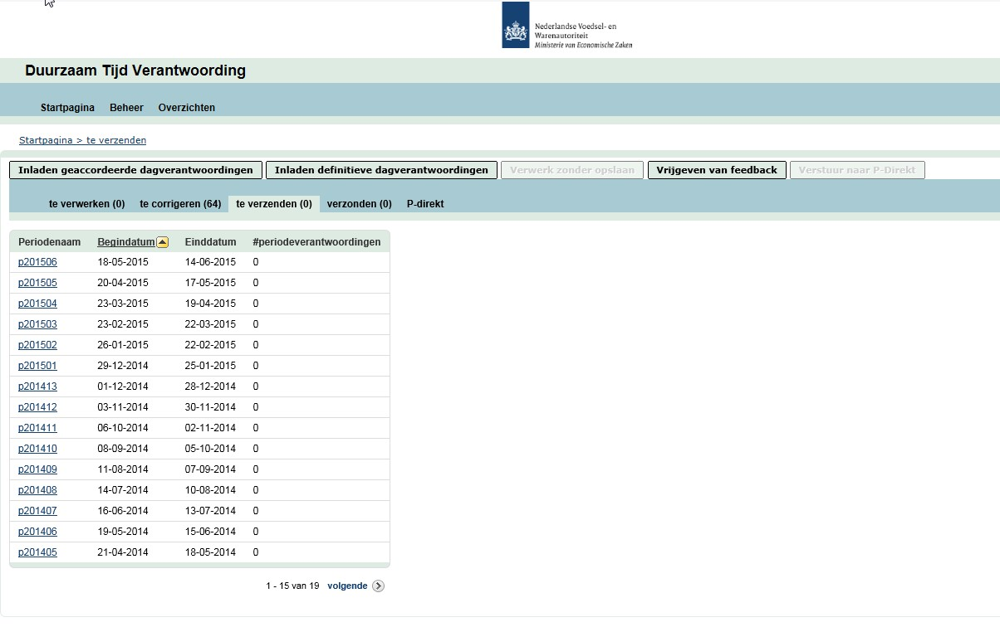 Nederlandse Voedsel- en
Warenautoriteit
Ministerie van Economische Zaken
Duurzaam Tijd Verantwoording
Startpagina Beheer Overzichten
Startpagina > te verzenden
Inladen geaccordeerde dagverantwoordingen Inladen definitieve dagverantwoordingen Verwerk zonder opslaan Vrijgeven van feedback Verstuur naar P-Direkt
te verwerken (0) te corrigeren (64) te verzenden (0) verzonden (0) P-direkt
Periodenaam Begindatum Einddatum #periodeverantwoordingen
p201506 18-05-2015 14-06-2015 0
p201505 20-04-2015 17-05-2015 0
p201504 23-03-2015 19-04-2015 0
p201503 23-02-2015 22-03-2015 0
p201502 26-01-2015 22-02-2015 0
p201501 29-12-2014 25-01-2015 0
p201413 01-12-2014 28-12-2014 0
p201412 03-11-2014 30-11-2014 0
p201411 06-10-2014 02-11-2014 0
p201410 08-09-2014 05-10-2014 0
p201409 11-08-2014 07-09-2014 0
p201408 14-07-2014 10-08-2014 0
p201407 16-06-2014 13-07-2014 0
p201406 19-05-2014 15-06-2014 0
p201405 21-04-2014 18-05-2014 0
1 - 15 van 19 volgende